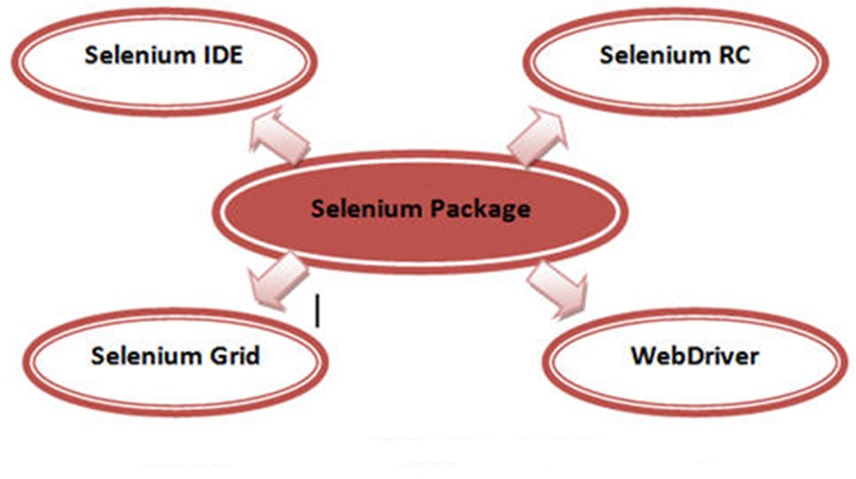 Selenium IDE
Selenium RC
Selenium Package
Selenium Grid
WebDriver